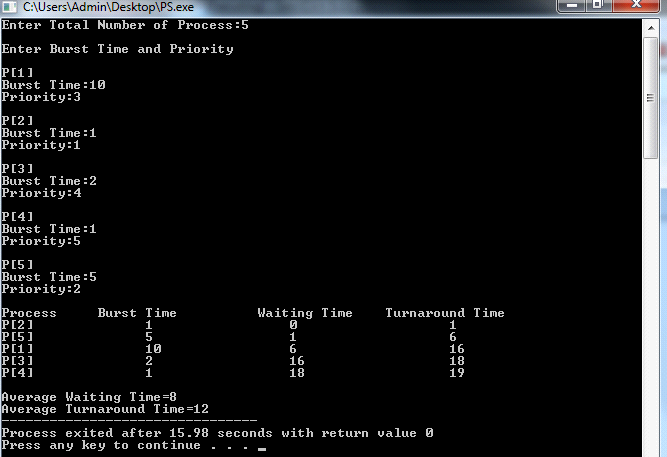 C:\Users\Admin\Desktop\PS.exe
Enter Total Number of Process:5
Enter Burst Time and Priority
P[1]
Burst Time:10
Priority:3
P[2]
Burst Time:1
Priority:1
P[3]
Burst Time:2
Priority:4
P[4]
Burst Time:1
Priority:5
P[5]
Burst Time:5
Priority:2
Process Burst Time Waiting Time Turnaround Time
P[2] 1 0 1
P[5] 5 1 6
P[1] 10 6 16
P[3] 2 16 18
P[4] 1 18 19
Average Waiting Time=8
Average Turnaround Time=12
--------------------------------
Process exited after 15.98 seconds with return value 0
Press any key to continue . . . _